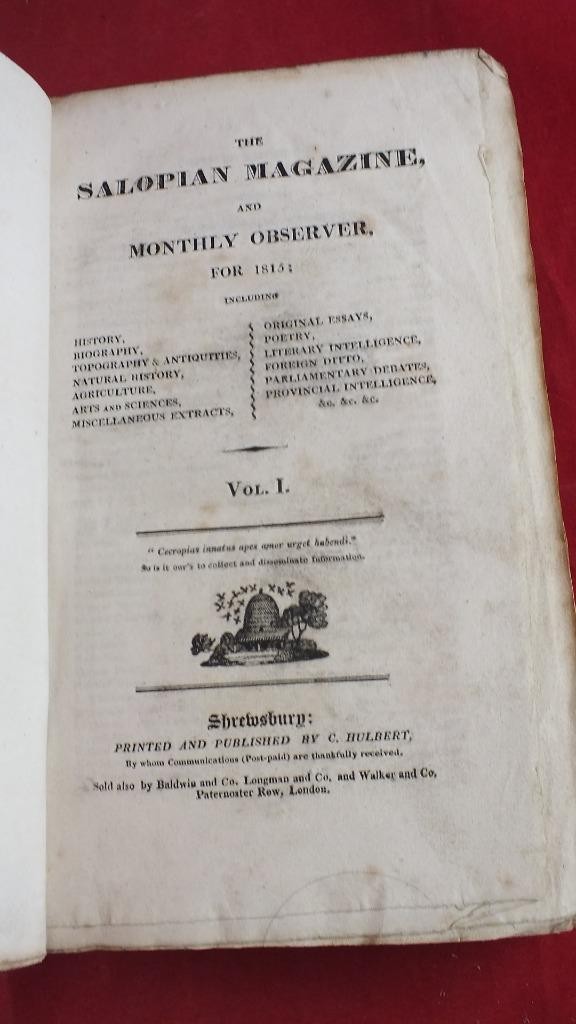 THE
SALOPIAN MAGAZINE,
AND
MONTHLY OBSERVER,
FOR 1815;
INCLUDING
HISTORY,
BIOGRAPHY,
TOPOGRAPHY & ANTIQUITIES,
NATURAL HISTORY,
AGRICULTURE,
ARTS AND SCIENCES,
MISCELLANEOUS EXTRACTS,
ORIGINAL ESSAYS,
POETRY,
LITERARY INTELLIGENCE,
FOREIGN DITTO,
PARLIAMENTARY DEBATES,
PROVINCIAL INTELLIGENCE,
&c. &c. &c.
VOL. I.
"Cecropias innatus apes amor urget habendi."
So is it our's to collect and disseminate Information.
Shrewsbury:
PRINTED AND PUBLISHED BY C. HULBERT,
By whom Communications (Post-paid) are thankfully received.
Sold also by Baldwin and Co. Longman and Co. and Walker and Co.
Paternoster Row, London.